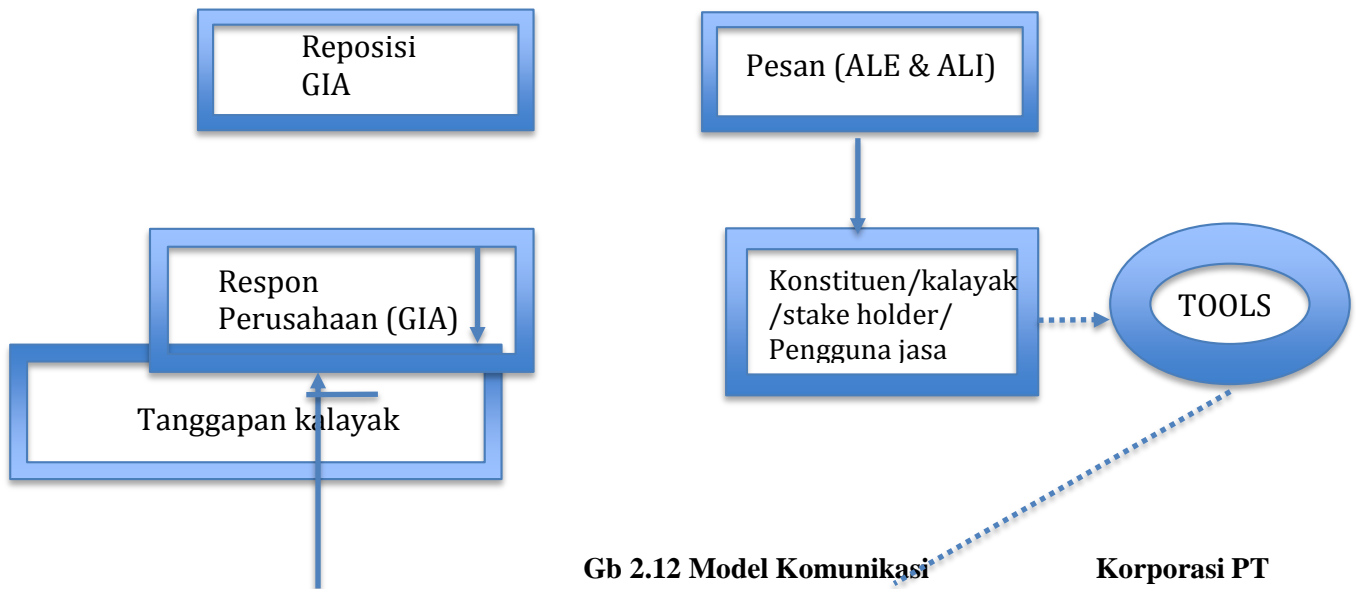 Reposisi
GIA
Pesan (ALE & ALI)
Respon
Perusahaan (GIA)
Konstituen/kalayak
/stake holder/
Pengguna jasa
TOOLS
Tanggapan kalayak
Gb 2.12 Model Komunikasi Korporasi PT